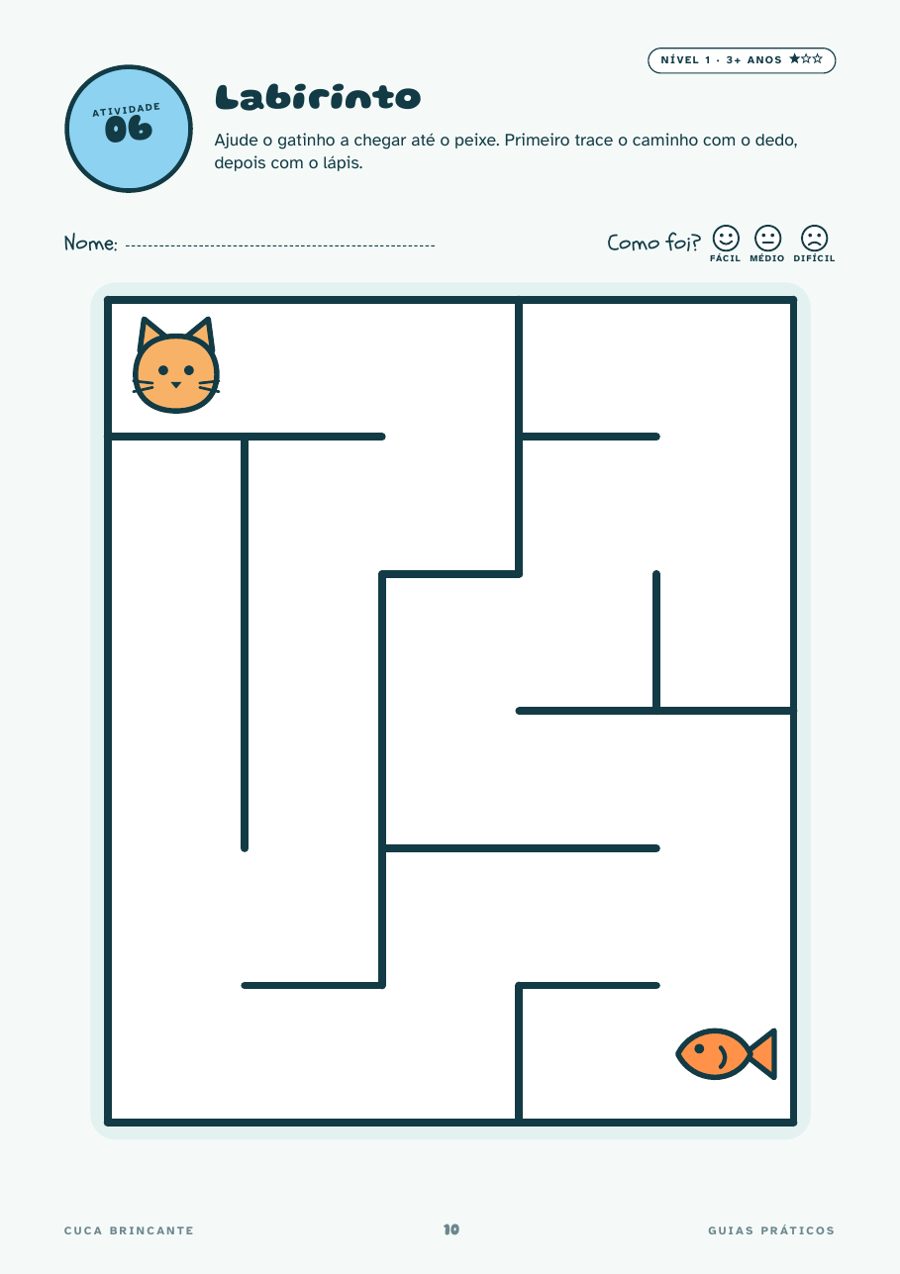 NÍVEL 1 · 3+ ANOS ★☆☆
ATIVIDADE
06
Labirinto
Ajude o gatinho a chegar até o peixe. Primeiro trace o caminho com o dedo,
depois com o lápis.
Nome:
Como foi?
FÁCIL MÉDIO DIFÍCIL
CUCA BRINCANTE 10 GUIAS PRÁTICOS